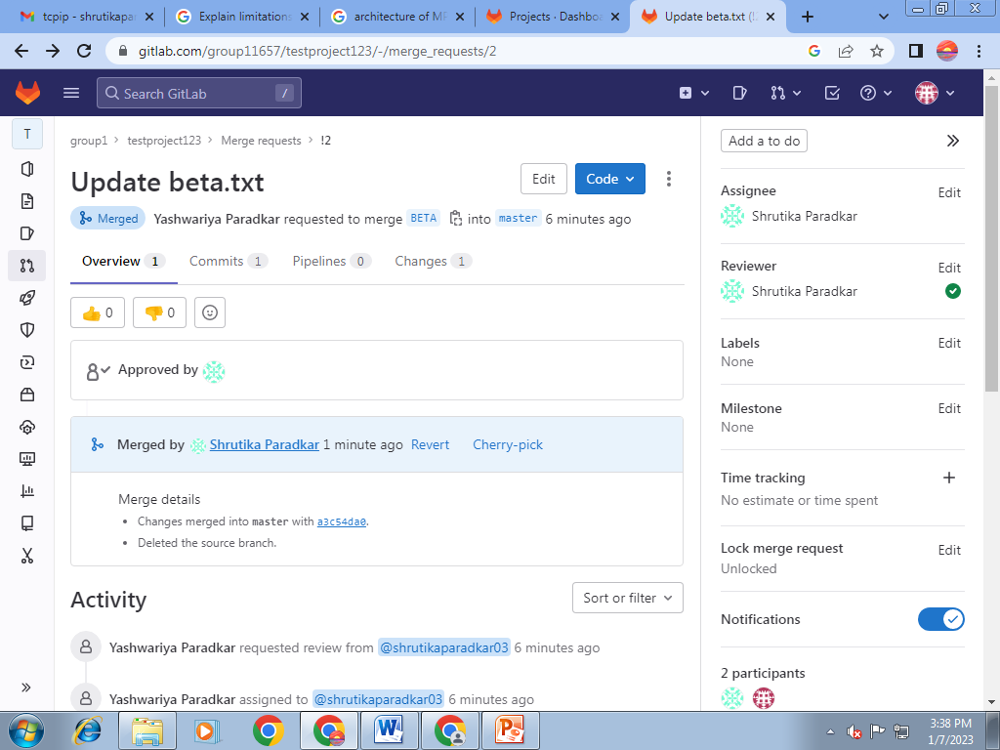 tcpip - shrutikapar
Explain limitations
architecture of MP
Projects · Dashboa
Update beta.txt (!
gitlab.com/group11657/testproject123/-/merge_requests/2
Search GitLab /
T
group1 > testproject123 > Merge requests > !2
Update beta.txt
Edit
Code
Merged Yashwariya Paradkar requested to merge BETA into master 6 minutes ago
Overview 1 Commits 1 Pipelines 0 Changes 1
0 0
Approved by
Merged by Shrutika Paradkar 1 minute ago Revert Cherry-pick
Merge details
• Changes merged into master with a3c54da0.
• Deleted the source branch.
Activity
Sort or filter
Yashwariya Paradkar requested review from @shrutikaparadkar03 6 minutes ago
Yashwariya Paradkar assigned to @shrutikaparadkar03 6 minutes ago
Add a to do
Assignee Edit
Shrutika Paradkar
Reviewer Edit
Shrutika Paradkar
Labels Edit
None
Milestone Edit
None
Time tracking +
No estimate or time spent
Lock merge request Edit
Unlocked
Notifications
2 participants
3:38 PM
1/7/2023